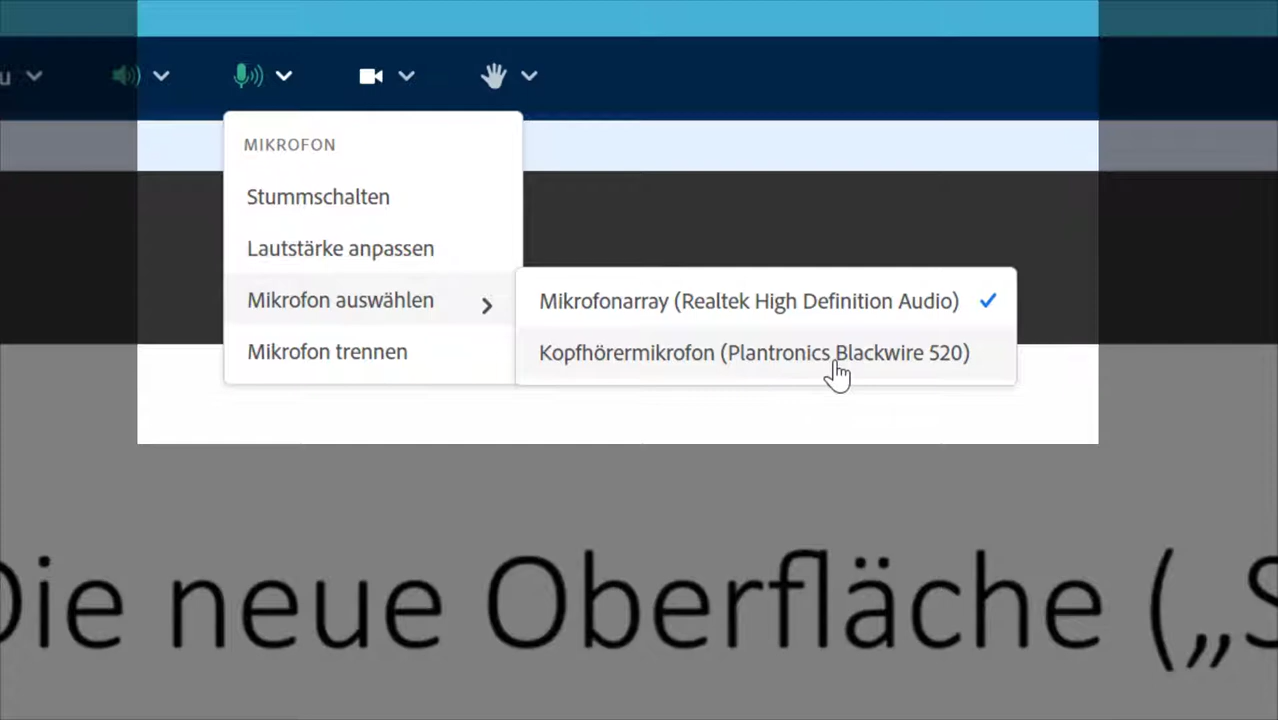 MIKROFON
Stummschalten
Lautstärke anpassen
Mikrofon auswählen
Mikrofonarray (Realtek High Definition Audio)
Kopfhörermikrofon (Plantronics Blackwire 520)
Mikrofon trennen
Die neue Oberfläche („S